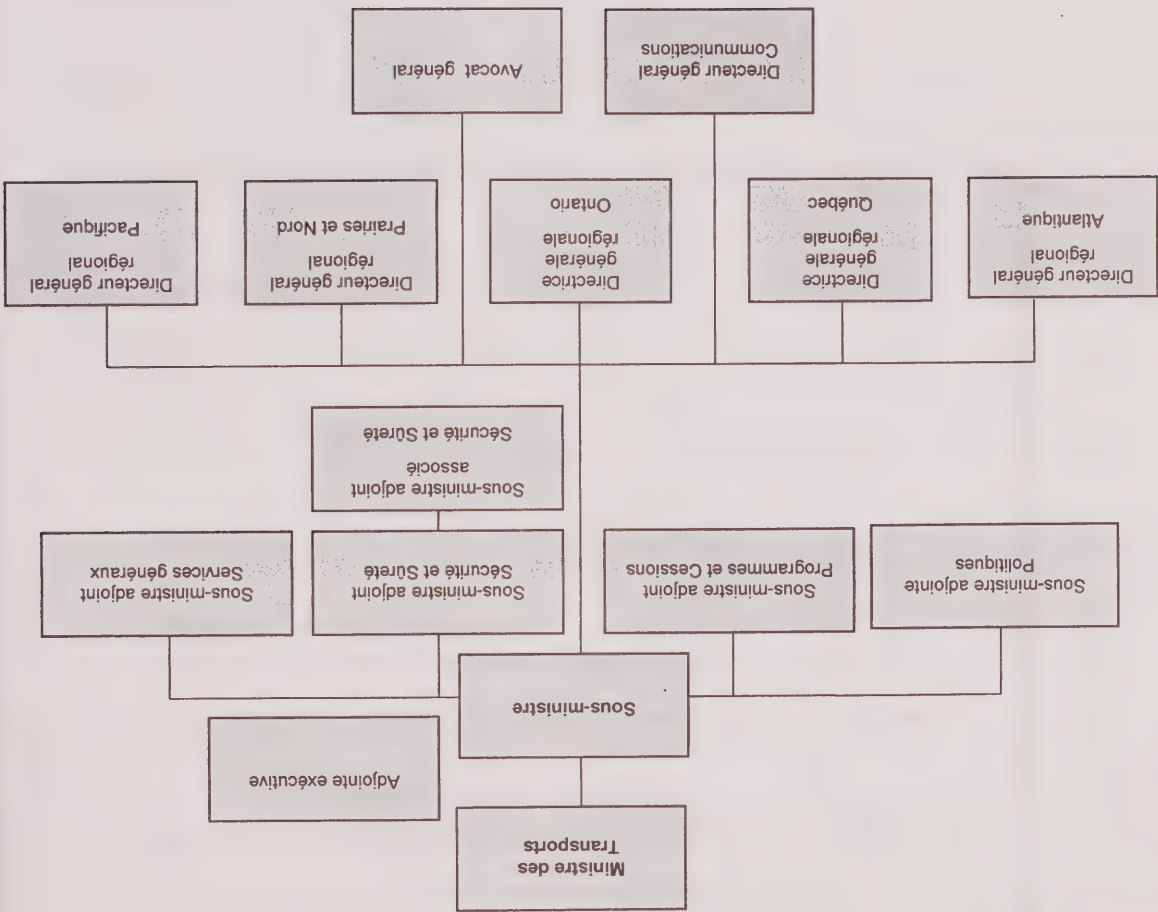 Ministre des
Transports
Adjointe exécutive
Sous-ministre
Sous-ministre adjointe
Politiques
Sous-ministre adjoint
Programmes et Cessions
Sous-ministre adjoint
Sécurité et Sûreté
Sous-ministre adjoint
Services généraux
Sous-ministre adjoint
associé
Sécurité et Sûreté
Directeur général
régional
Atlantique
Directrice
générale
régionale
Québec
Directrice
générale
régionale
Ontario
Directeur général
régional
Prairies et Nord
Directeur général
régional
Pacifique
Directeur général
Communications
Avocat général